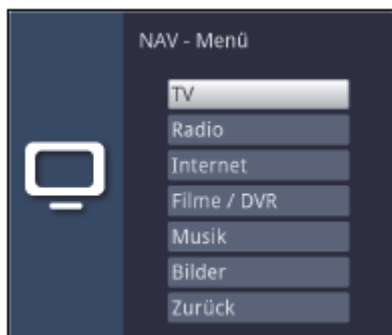 NAV - Menü
TV
Radio
Internet
Filme / DVR
Musik
Bilder
Zurück